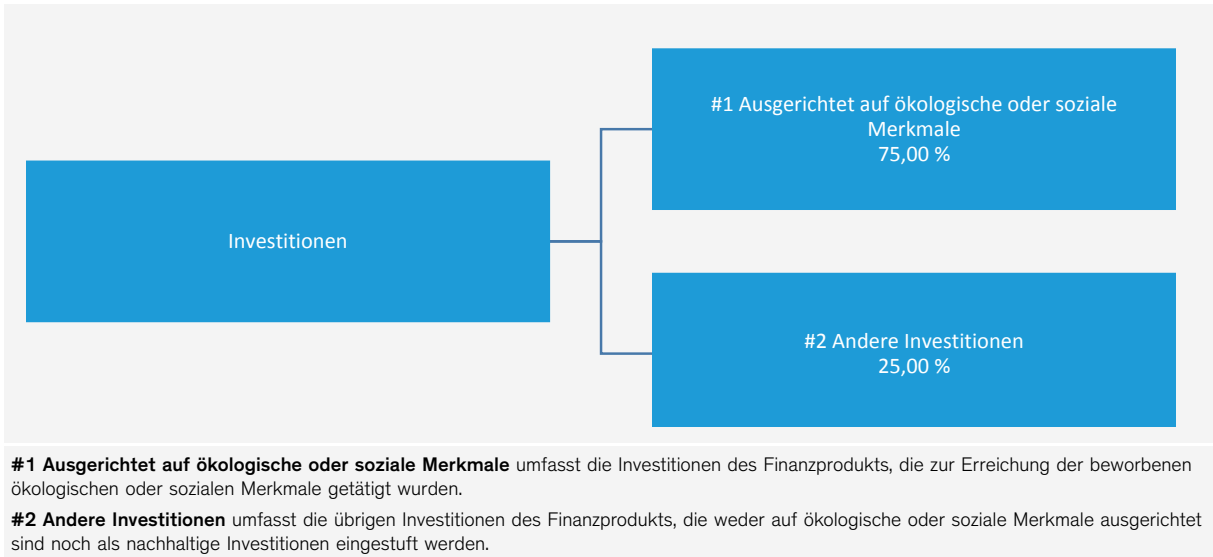 #1 Ausgerichtet auf ökologische oder soziale
Merkmale
75,00 %
Investitionen
#2 Andere Investitionen
25,00 %
#1 Ausgerichtet auf ökologische oder soziale Merkmale umfasst die Investitionen des Finanzprodukts, die zur Erreichung der beworbenen
ökologischen oder sozialen Merkmale getätigt wurden.
#2 Andere Investitionen umfasst die übrigen Investitionen des Finanzprodukts, die weder auf ökologische oder soziale Merkmale ausgerichtet
sind noch als nachhaltige Investitionen eingestuft werden.